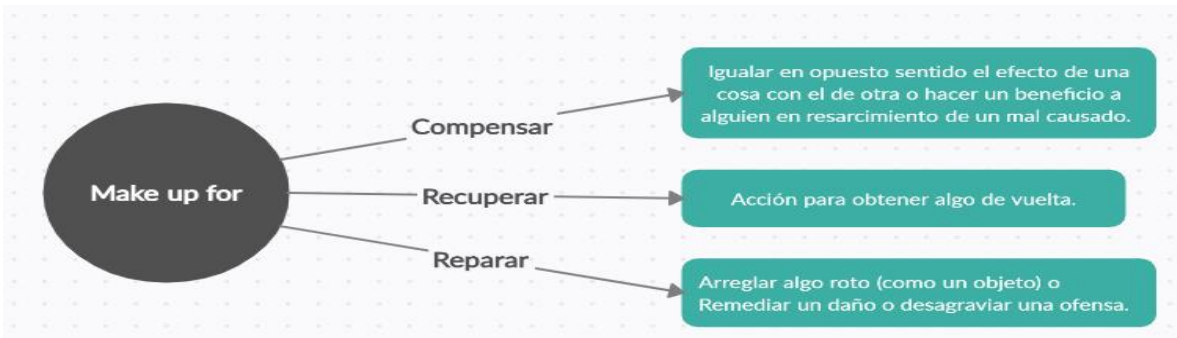 Make up for
Compensar
Igualar en opuesto sentido el efecto de una
cosa con el de otra o hacer un beneficio a
alguien en resarcimiento de un mal causado.
Recuperar
Acción para obtener algo de vuelta.
Reparar
Arreglar algo roto (como un objeto) o
Remediar un daño o desagraviar una ofensa.